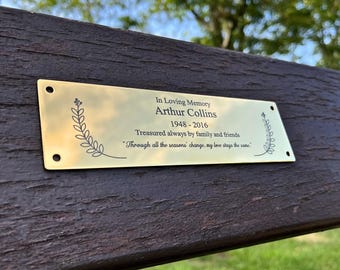 In Loving Memory
Arthur Collins
1948 - 2016
Treasured always by family and friends
"Through all the seasons' change, my love stays the same"